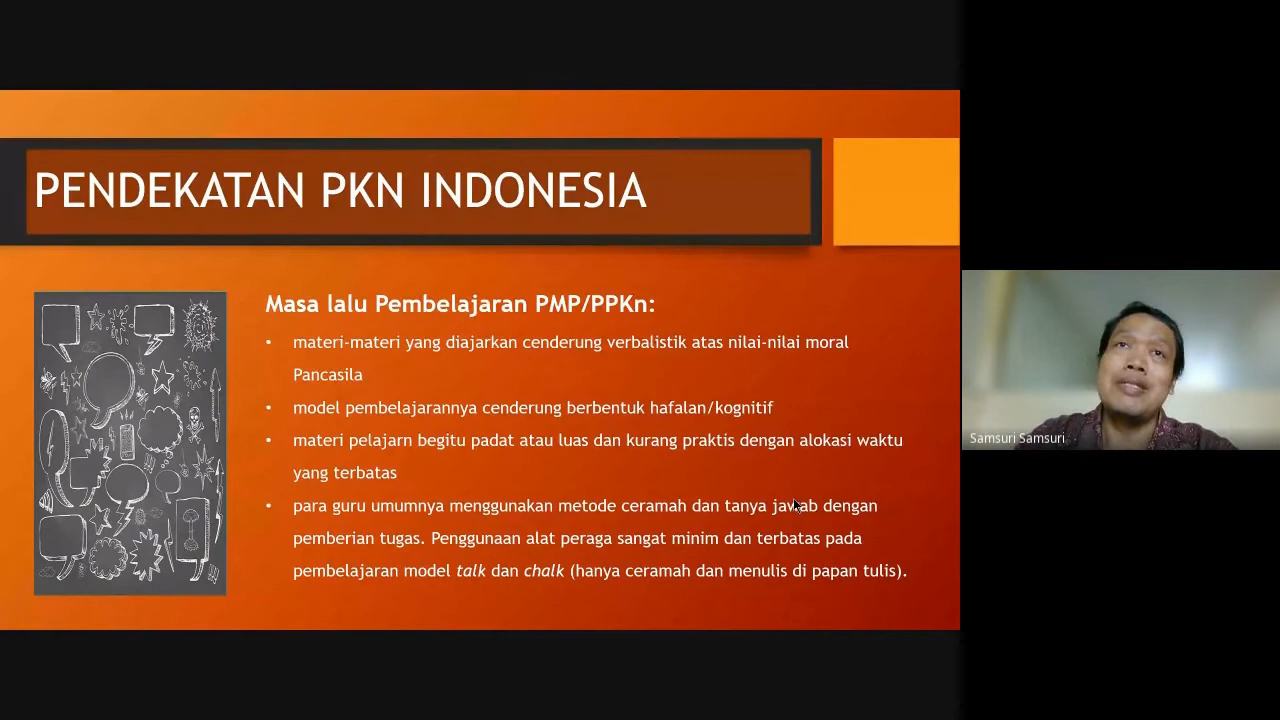 PENDEKATAN PKN INDONESIA
Masa lalu Pembelajaran PMP/PPKn:
• materi-materi yang diajarkan cenderung verbalistik atas nilai-nilai moral
Pancasila
• model pembelajarannya cenderung berbentuk hafalan/kognitif
• materi pelajarn begitu padat atau luas dan kurang praktis dengan alokasi waktu
yang terbatas
• para guru umumnya menggunakan metode ceramah dan tanya jawab dengan
pemberian tugas. Penggunaan alat peraga sangat minim dan terbatas pada
pembelajaran model talk dan chalk (hanya ceramah dan menulis di papan tulis).
Samsuri Samsuri